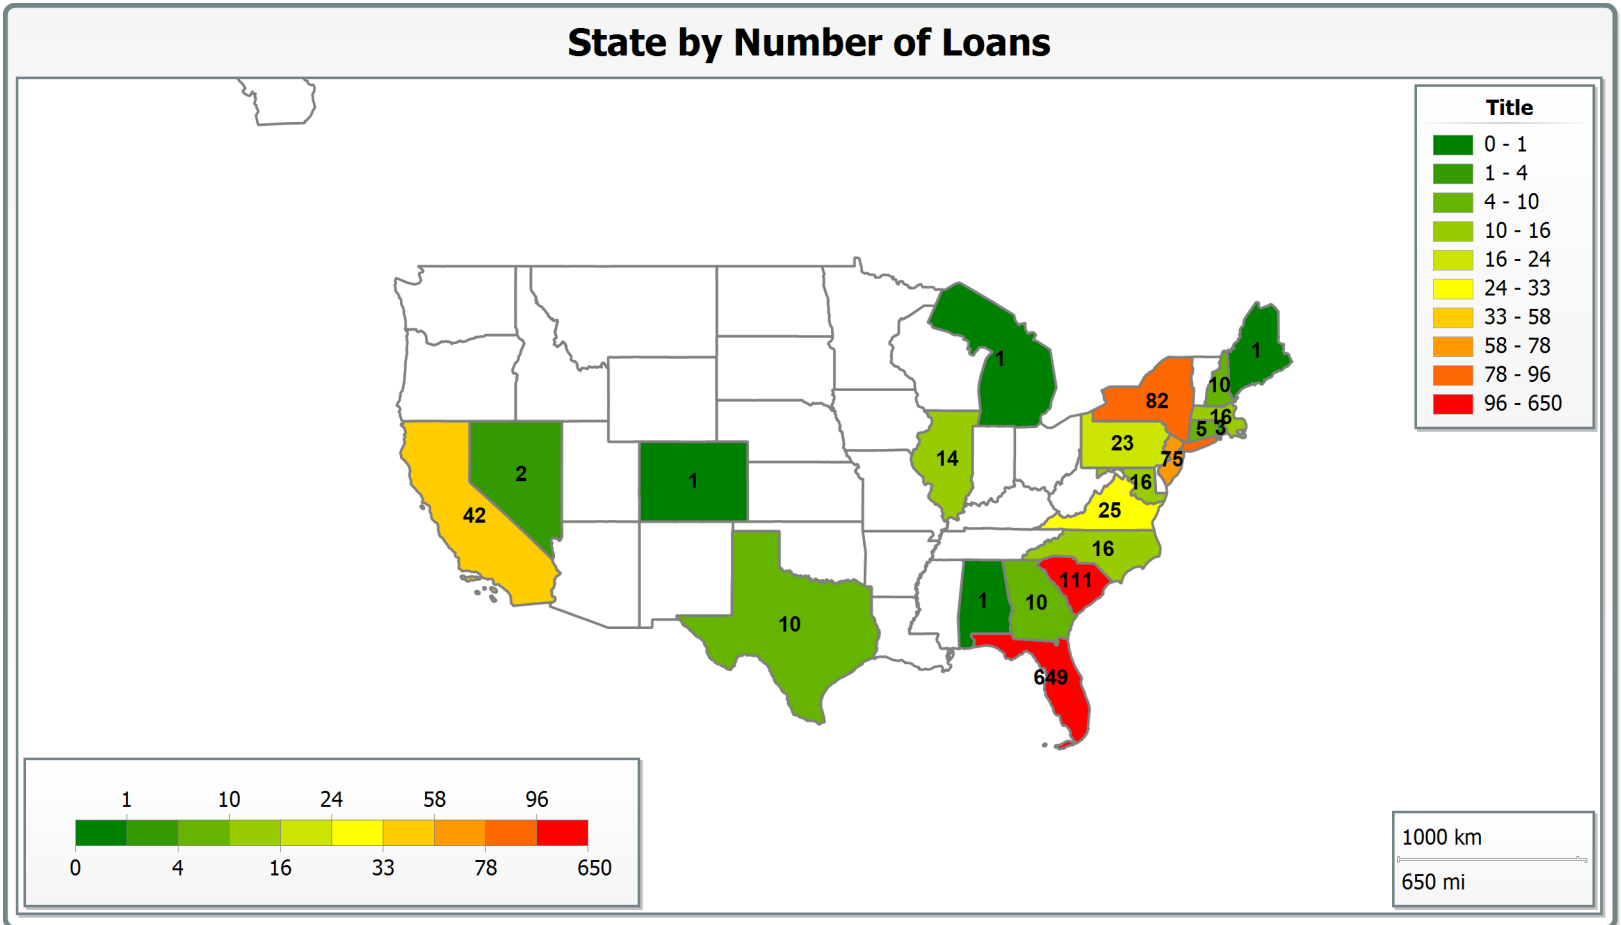 State by Number of Loans
Title
0 - 1
1 - 4
4 - 10
10 - 16
16 - 24
24 - 33
33 - 58
58 - 78
78 - 96
96 - 650
1
1
10
82
16
5 3
23
75
14
16
2
1
25
42
16
111
1
10
10
649
1 10 24 58 96
0 4 16 33 78 650
1000 km
650 mi